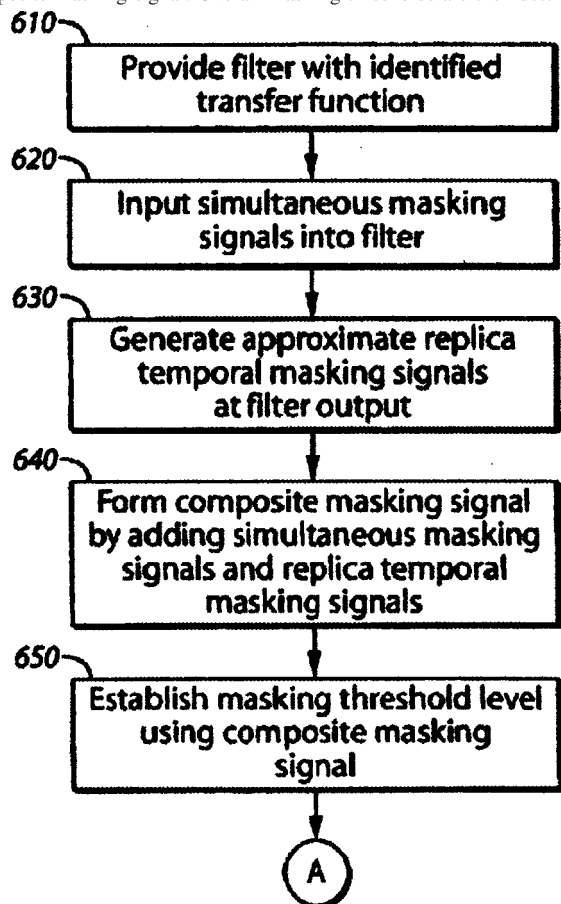 610
Provide filter with identified
transfer function
620
Input simultaneous masking
signals into filter
630
Generate approximate replica
temporal masking signals
at filter output
640
Form composite masking signal
by adding simultaneous masking
signals and replica temporal
masking signals
650
Establish masking threshold level
using composite masking
signal
A